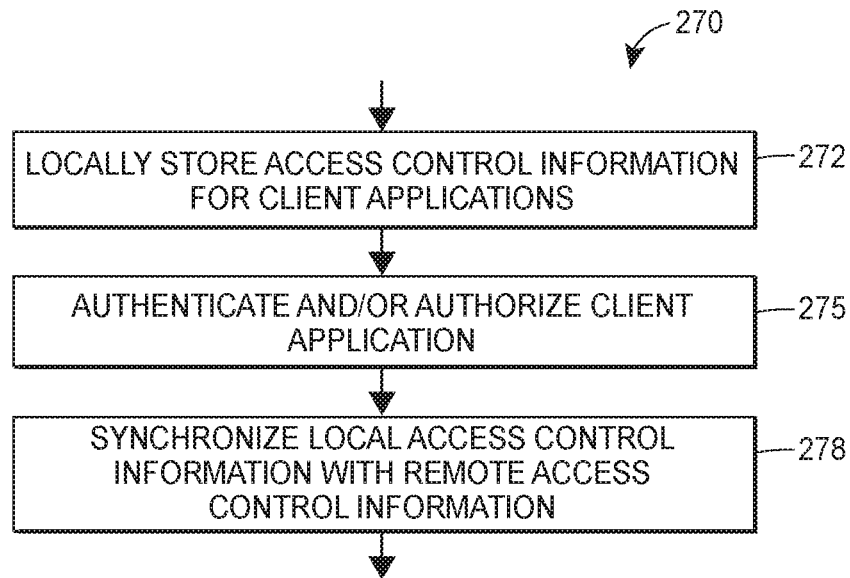 270
LOCALLY STORE ACCESS CONTROL INFORMATION
FOR CLIENT APPLICATIONS
272
AUTHENTICATE AND/OR AUTHORIZE CLIENT
APPLICATION
275
SYNCHRONIZE LOCAL ACCESS CONTROL
INFORMATION WITH REMOTE ACCESS
CONTROL INFORMATION
278